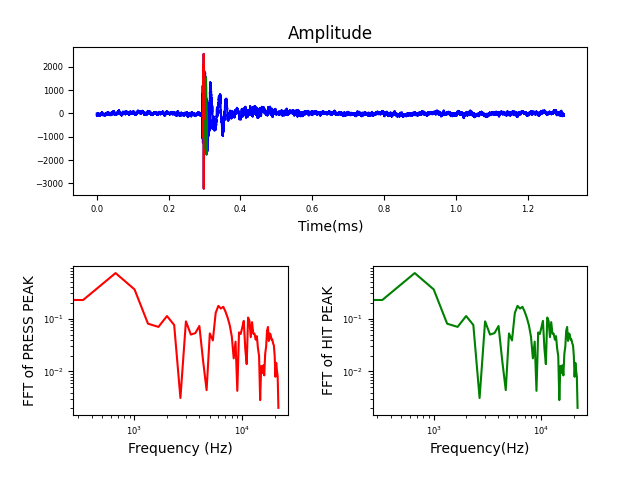 Amplitude
2000
1000
0
−1000
−2000
−3000
0.0 0.2 0.4 0.6 0.8 1.0 1.2
Time(ms)
FFT of PRESS PEAK
10⁻¹
10⁻²
10³ 10⁴
Frequency (Hz)
FFT of HIT PEAK
10⁻¹
10⁻²
10³ 10⁴
Frequency(Hz)